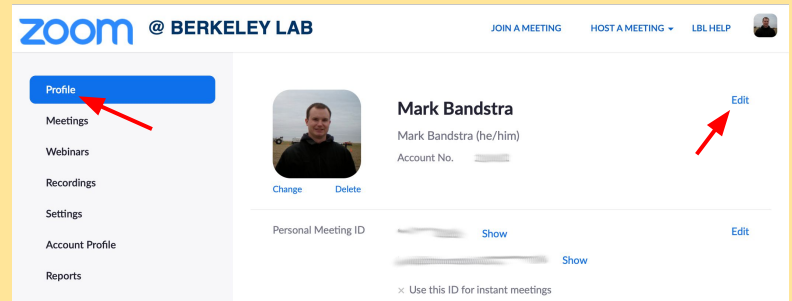 zoom @ BERKELEY LAB JOIN A MEETING HOST A MEETING LBL HELP
Profile
Meetings
Webinars
Recordings
Settings
Account Profile
Reports
Change Delete
Mark Bandstra Edit
Mark Bandstra (he/him)
Account No.
Personal Meeting ID Show Edit
Show
× Use this ID for instant meetings